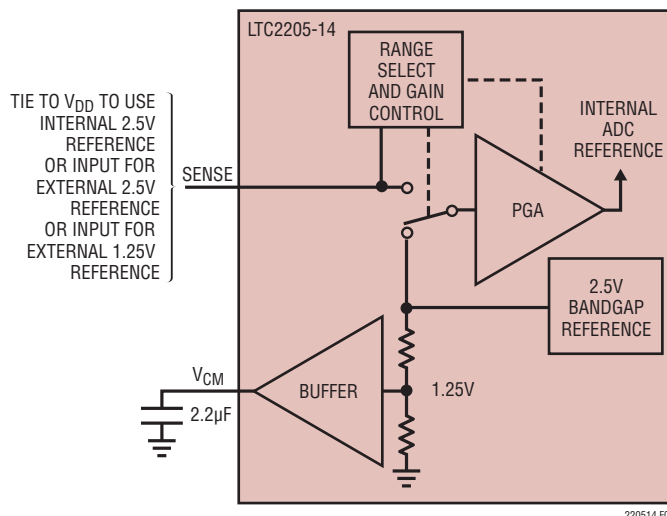 LTC2205-14
RANGE
SELECT
AND GAIN
CONTROL
TIE TO VDD TO USE
INTERNAL 2.5V
REFERENCE
OR INPUT FOR
EXTERNAL 2.5V
REFERENCE
OR INPUT FOR
EXTERNAL 1.25V
REFERENCE
SENSE
INTERNAL
ADC
REFERENCE
PGA
2.5V
BANDGAP
REFERENCE
VCM
BUFFER
1.25V
2.2µF